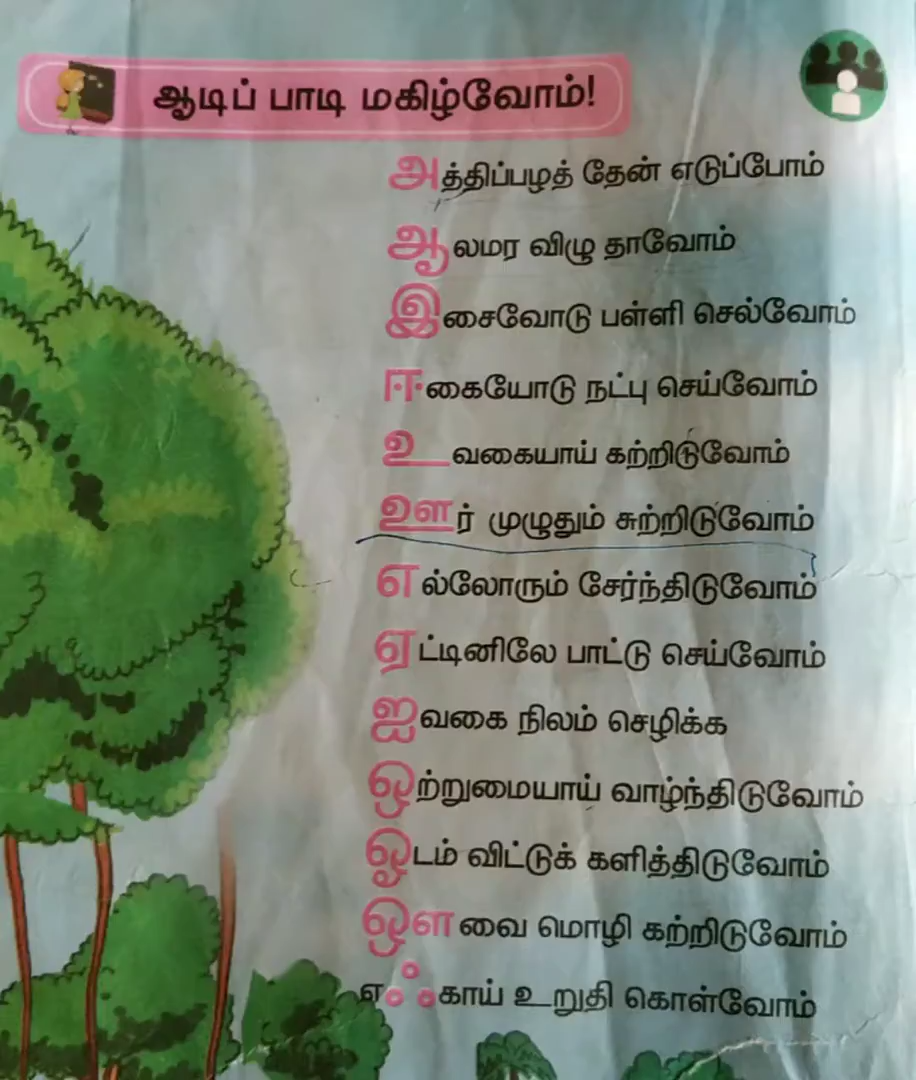 ஆடிப் பாடி மகிழ்வோம்!
அத்திப்பழத் தேன் எடுப்போம்
ஆலமர விழு தாவோம்
இசைவோடு பள்ளி செல்வோம்
ஈகையோடு நட்பு செய்வோம்
உவகையாய் கற்றிடுவோம்
ஊர் முழுதும் சுற்றிடுவோம்
எல்லோரும் சேர்ந்திடுவோம்
ஏட்டினிலே பாட்டு செய்வோம்
ஐவகை நிலம் செழிக்க
ஒற்றுமையாய் வாழ்ந்திடுவோம்
ஓடம் விட்டுக் களித்திடுவோம்
ஔவை மொழி கற்றிடுவோம்
எஃகாய் உறுதி கொள்வோம்